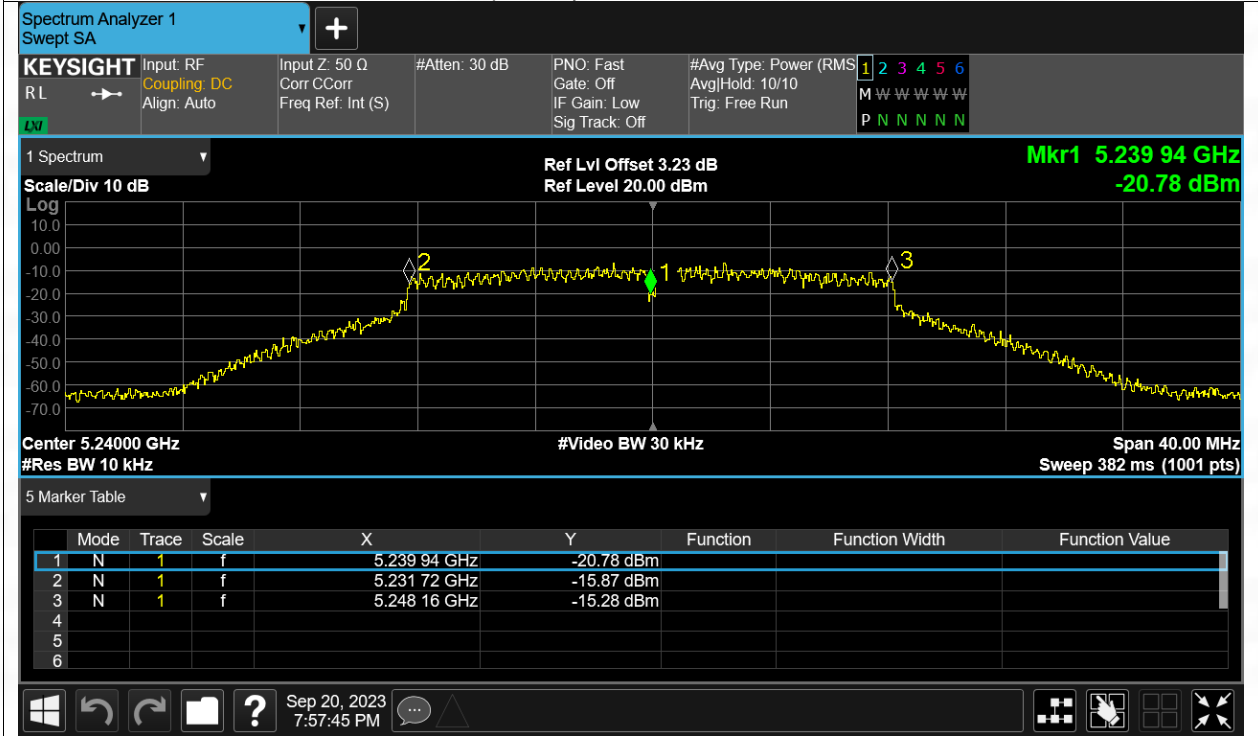 Spectrum Analyzer 1
Swept SA
+
KEYSIGHT
R L
LXI
Input: RF
Coupling: DC
Align: Auto
Input Z: 50 Ω
Corr CCorr
Freq Ref: Int (S)
#Atten: 30 dB
PNO: Fast
Gate: Off
IF Gain: Low
Sig Track: Off
#Avg Type: Power (RMS
Avg|Hold: 10/10
Trig: Free Run
1 2 3 4 5 6
M W W W W W
P N N N N N
1 Spectrum
Scale/Div 10 dB
Ref Lvl Offset 3.23 dB
Ref Level 20.00 dBm
Mkr1 5.239 94 GHz
-20.78 dBm
Log
10.0
0.00
-10.0
-20.0
-30.0
-40.0
-50.0
-60.0
-70.0
2
1
3
Center 5.24000 GHz
#Video BW 30 kHz
Span 40.00 MHz
#Res BW 10 kHz
Sweep 382 ms (1001 pts)
5 Marker Table
Mode Trace Scale X Y Function Function Width Function Value
1 N 1 f 5.239 94 GHz -20.78 dBm
2 N 1 f 5.231 72 GHz -15.87 dBm
3 N 1 f 5.248 16 GHz -15.28 dBm
4
5
6
?
Sep 20, 2023
7:57:45 PM